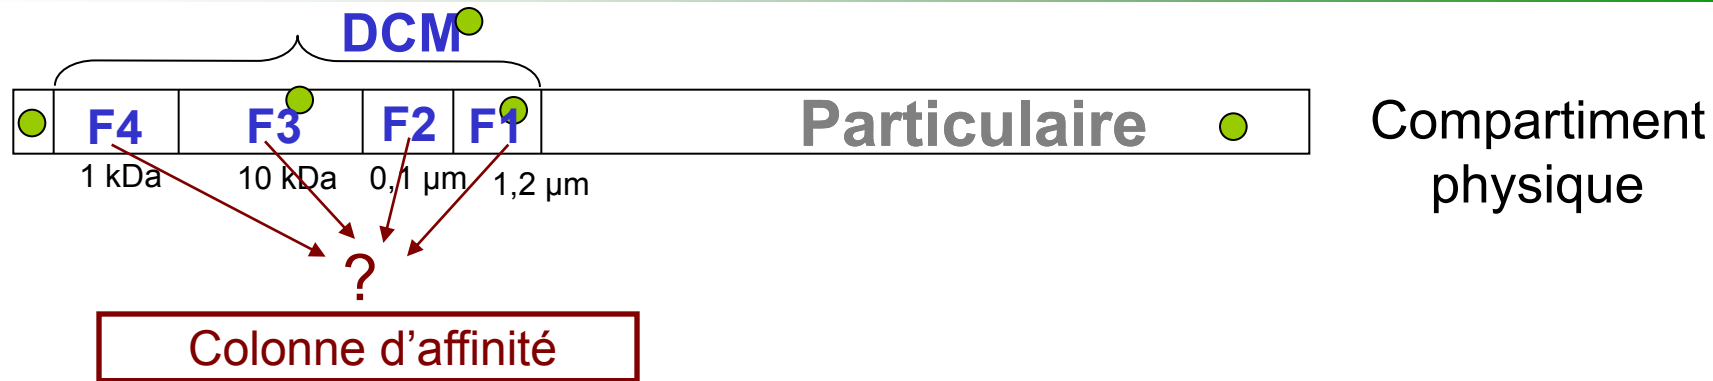 DCM
F4 F3 F2 F1 Particulaire
1 kDa 10 kDa 0,1 µm 1,2 µm
Compartiment
physique
?
Colonne d’affinité